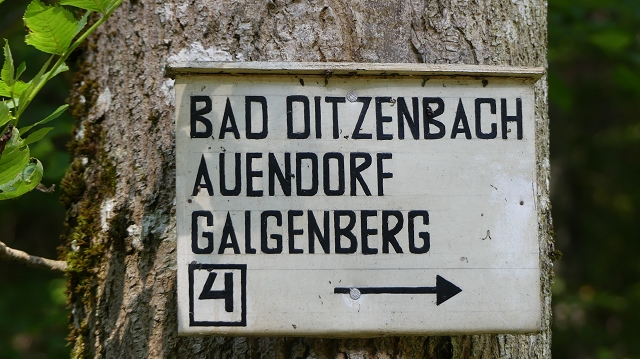 BAD DITZENBACH
AUENDORF
GALGENBERG
4